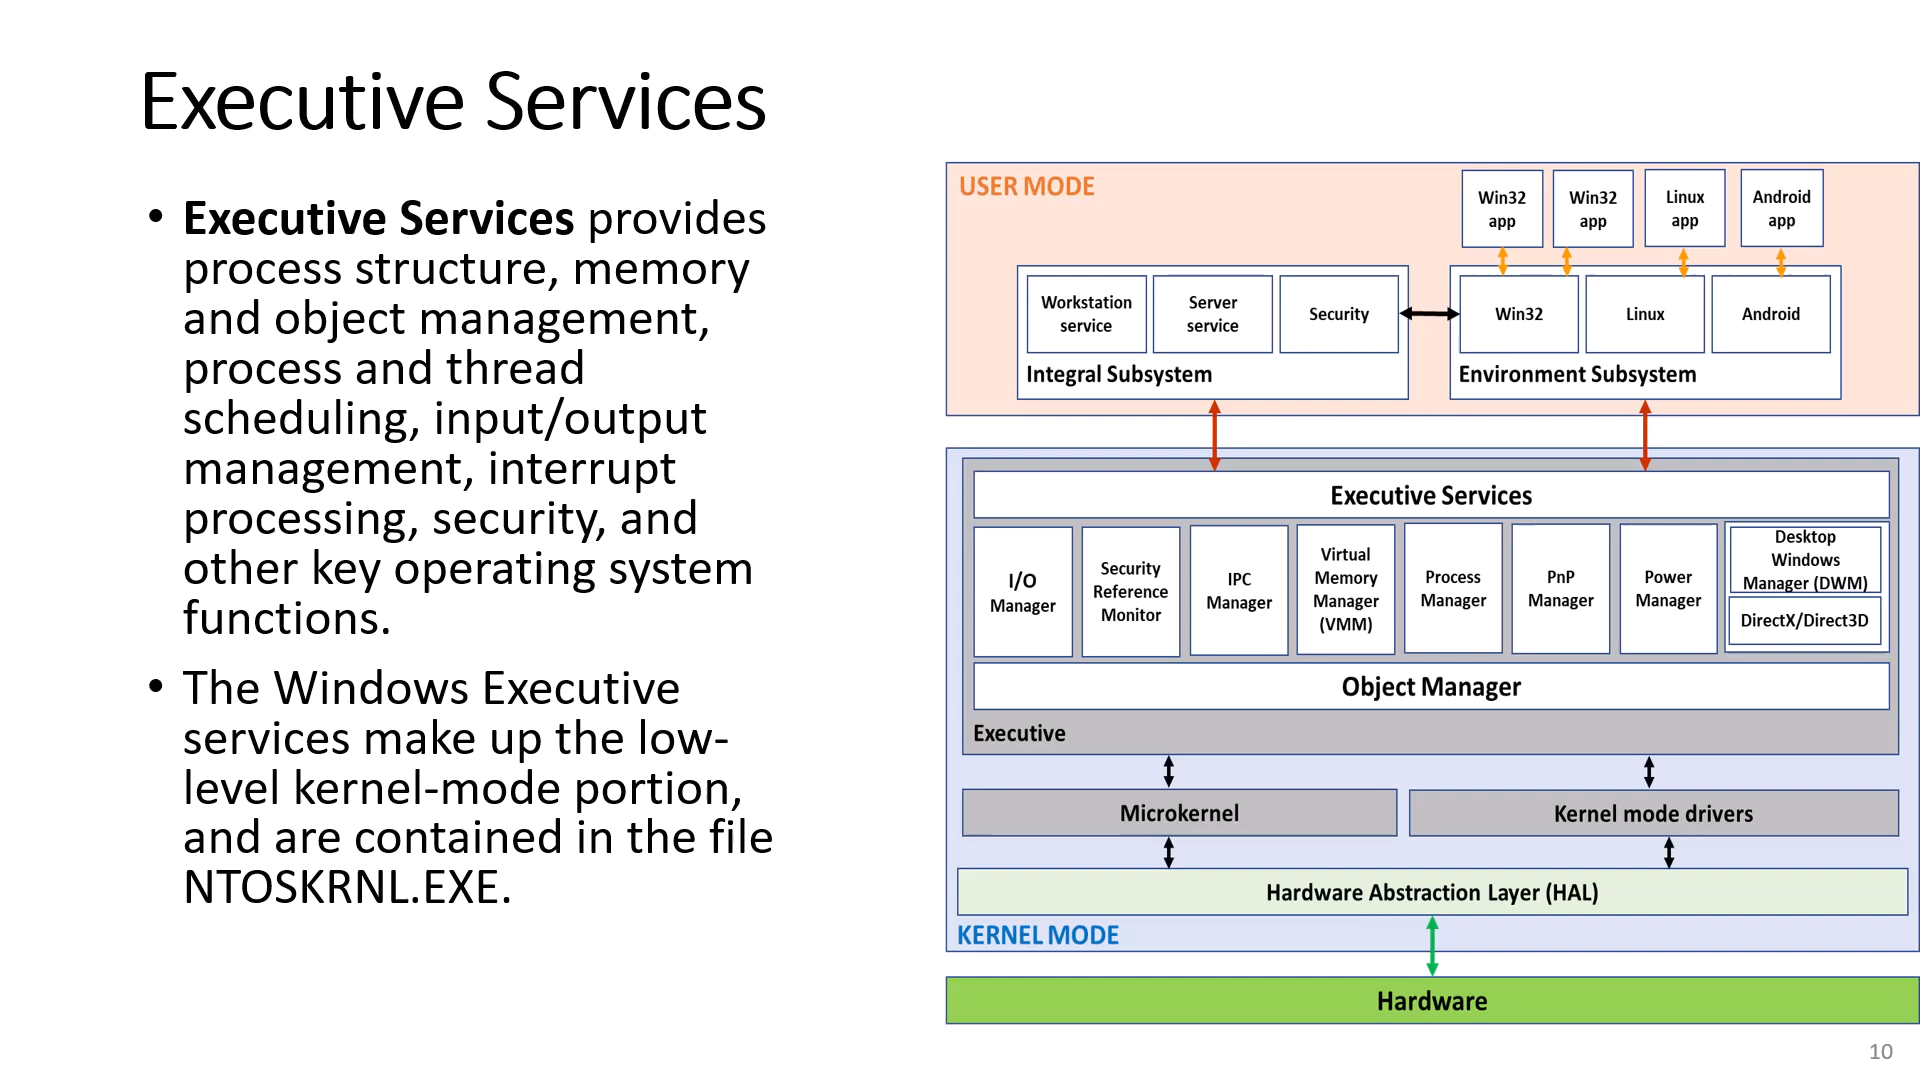 Executive Services
• Executive Services provides
process structure, memory
and object management,
process and thread
scheduling, input/output
management, interrupt
processing, security, and
other key operating system
functions.
• The Windows Executive
services make up the low-
level kernel-mode portion,
and are contained in the file
NTOSKRNL.EXE.
USER MODE
Win32
app
Win32
app
Linux
app
Android
app
Workstation
service
Server
service
Security
Integral Subsystem
Win32
Linux
Android
Environment Subsystem
Executive Services
I/O
Manager
Security
Reference
Monitor
IPC
Manager
Virtual
Memory
Manager
(VMM)
Process
Manager
PnP
Manager
Power
Manager
Desktop
Windows
Manager (DWM)
DirectX/Direct3D
Object Manager
Executive
Microkernel
Kernel mode drivers
Hardware Abstraction Layer (HAL)
KERNEL MODE
Hardware
10